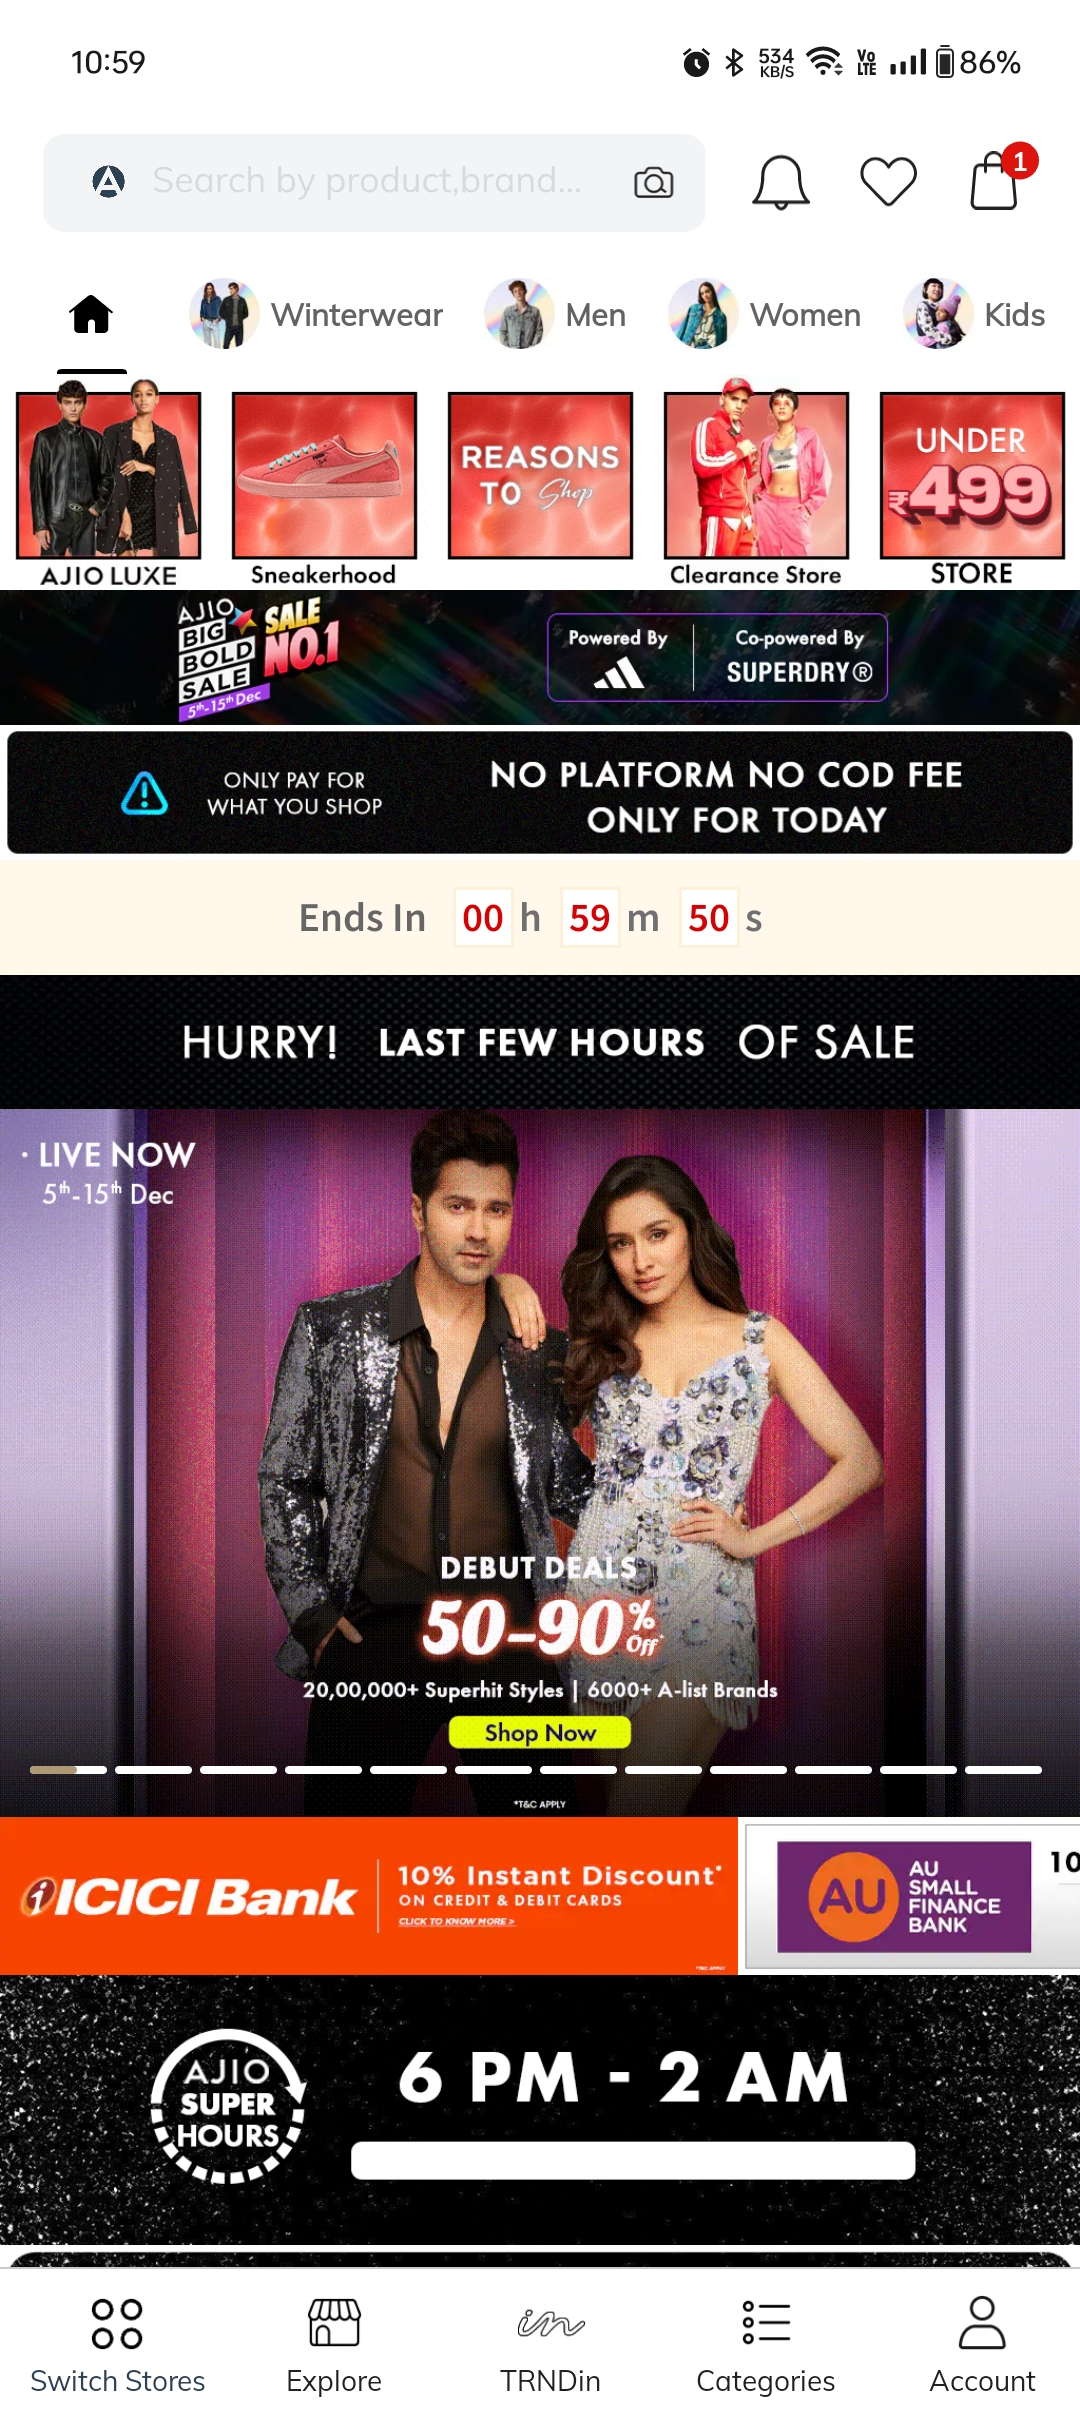 10:59
534
KB/S
Vo
LTE
86%
Search by product,brand...
1
Winterwear
Men
Women
Kids
REASONS
TO Shop
UNDER
₹499
AJIO LUXE
Sneakerhood
Clearance Store
STORE
AJIO
BIG
BOLD
SALE
5th-15th Dec
SALE
NO.1
Powered By
Co-powered By
SUPERDRY®
ONLY PAY FOR
WHAT YOU SHOP
NO PLATFORM NO COD FEE
ONLY FOR TODAY
Ends In 00 h 59 m 50 s
HURRY! LAST FEW HOURS OF SALE
· LIVE NOW
5th-15th Dec
DEBUT DEALS
50-90% Off*
20,00,000+ Superhit Styles | 6000+ A-list Brands
Shop Now
*T&C APPLY
ICICI Bank
10% Instant Discount*
ON CREDIT & DEBIT CARDS
CLICK TO KNOW MORE >
*T&C APPLY
AU
AU
SMALL
FINANCE
BANK
10
AJIO
SUPER
HOURS
6 PM - 2 AM
Switch Stores
Explore
in
TRNDin
Categories
Account